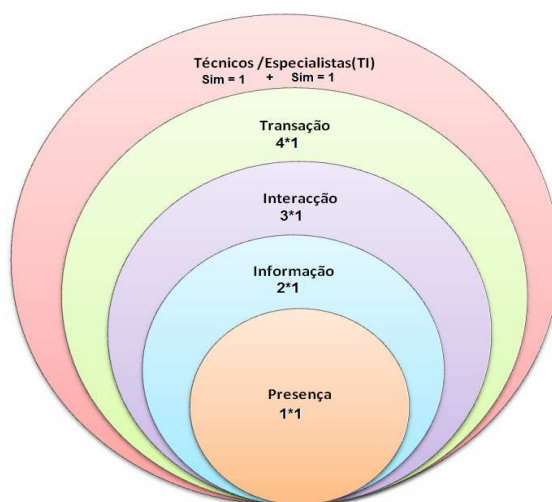 Técnicos /Especialistas(TI)
Sim = 1 + Sim = 1
Transação
4*1
Interacção
3*1
Informação
2*1
Presença
1*1